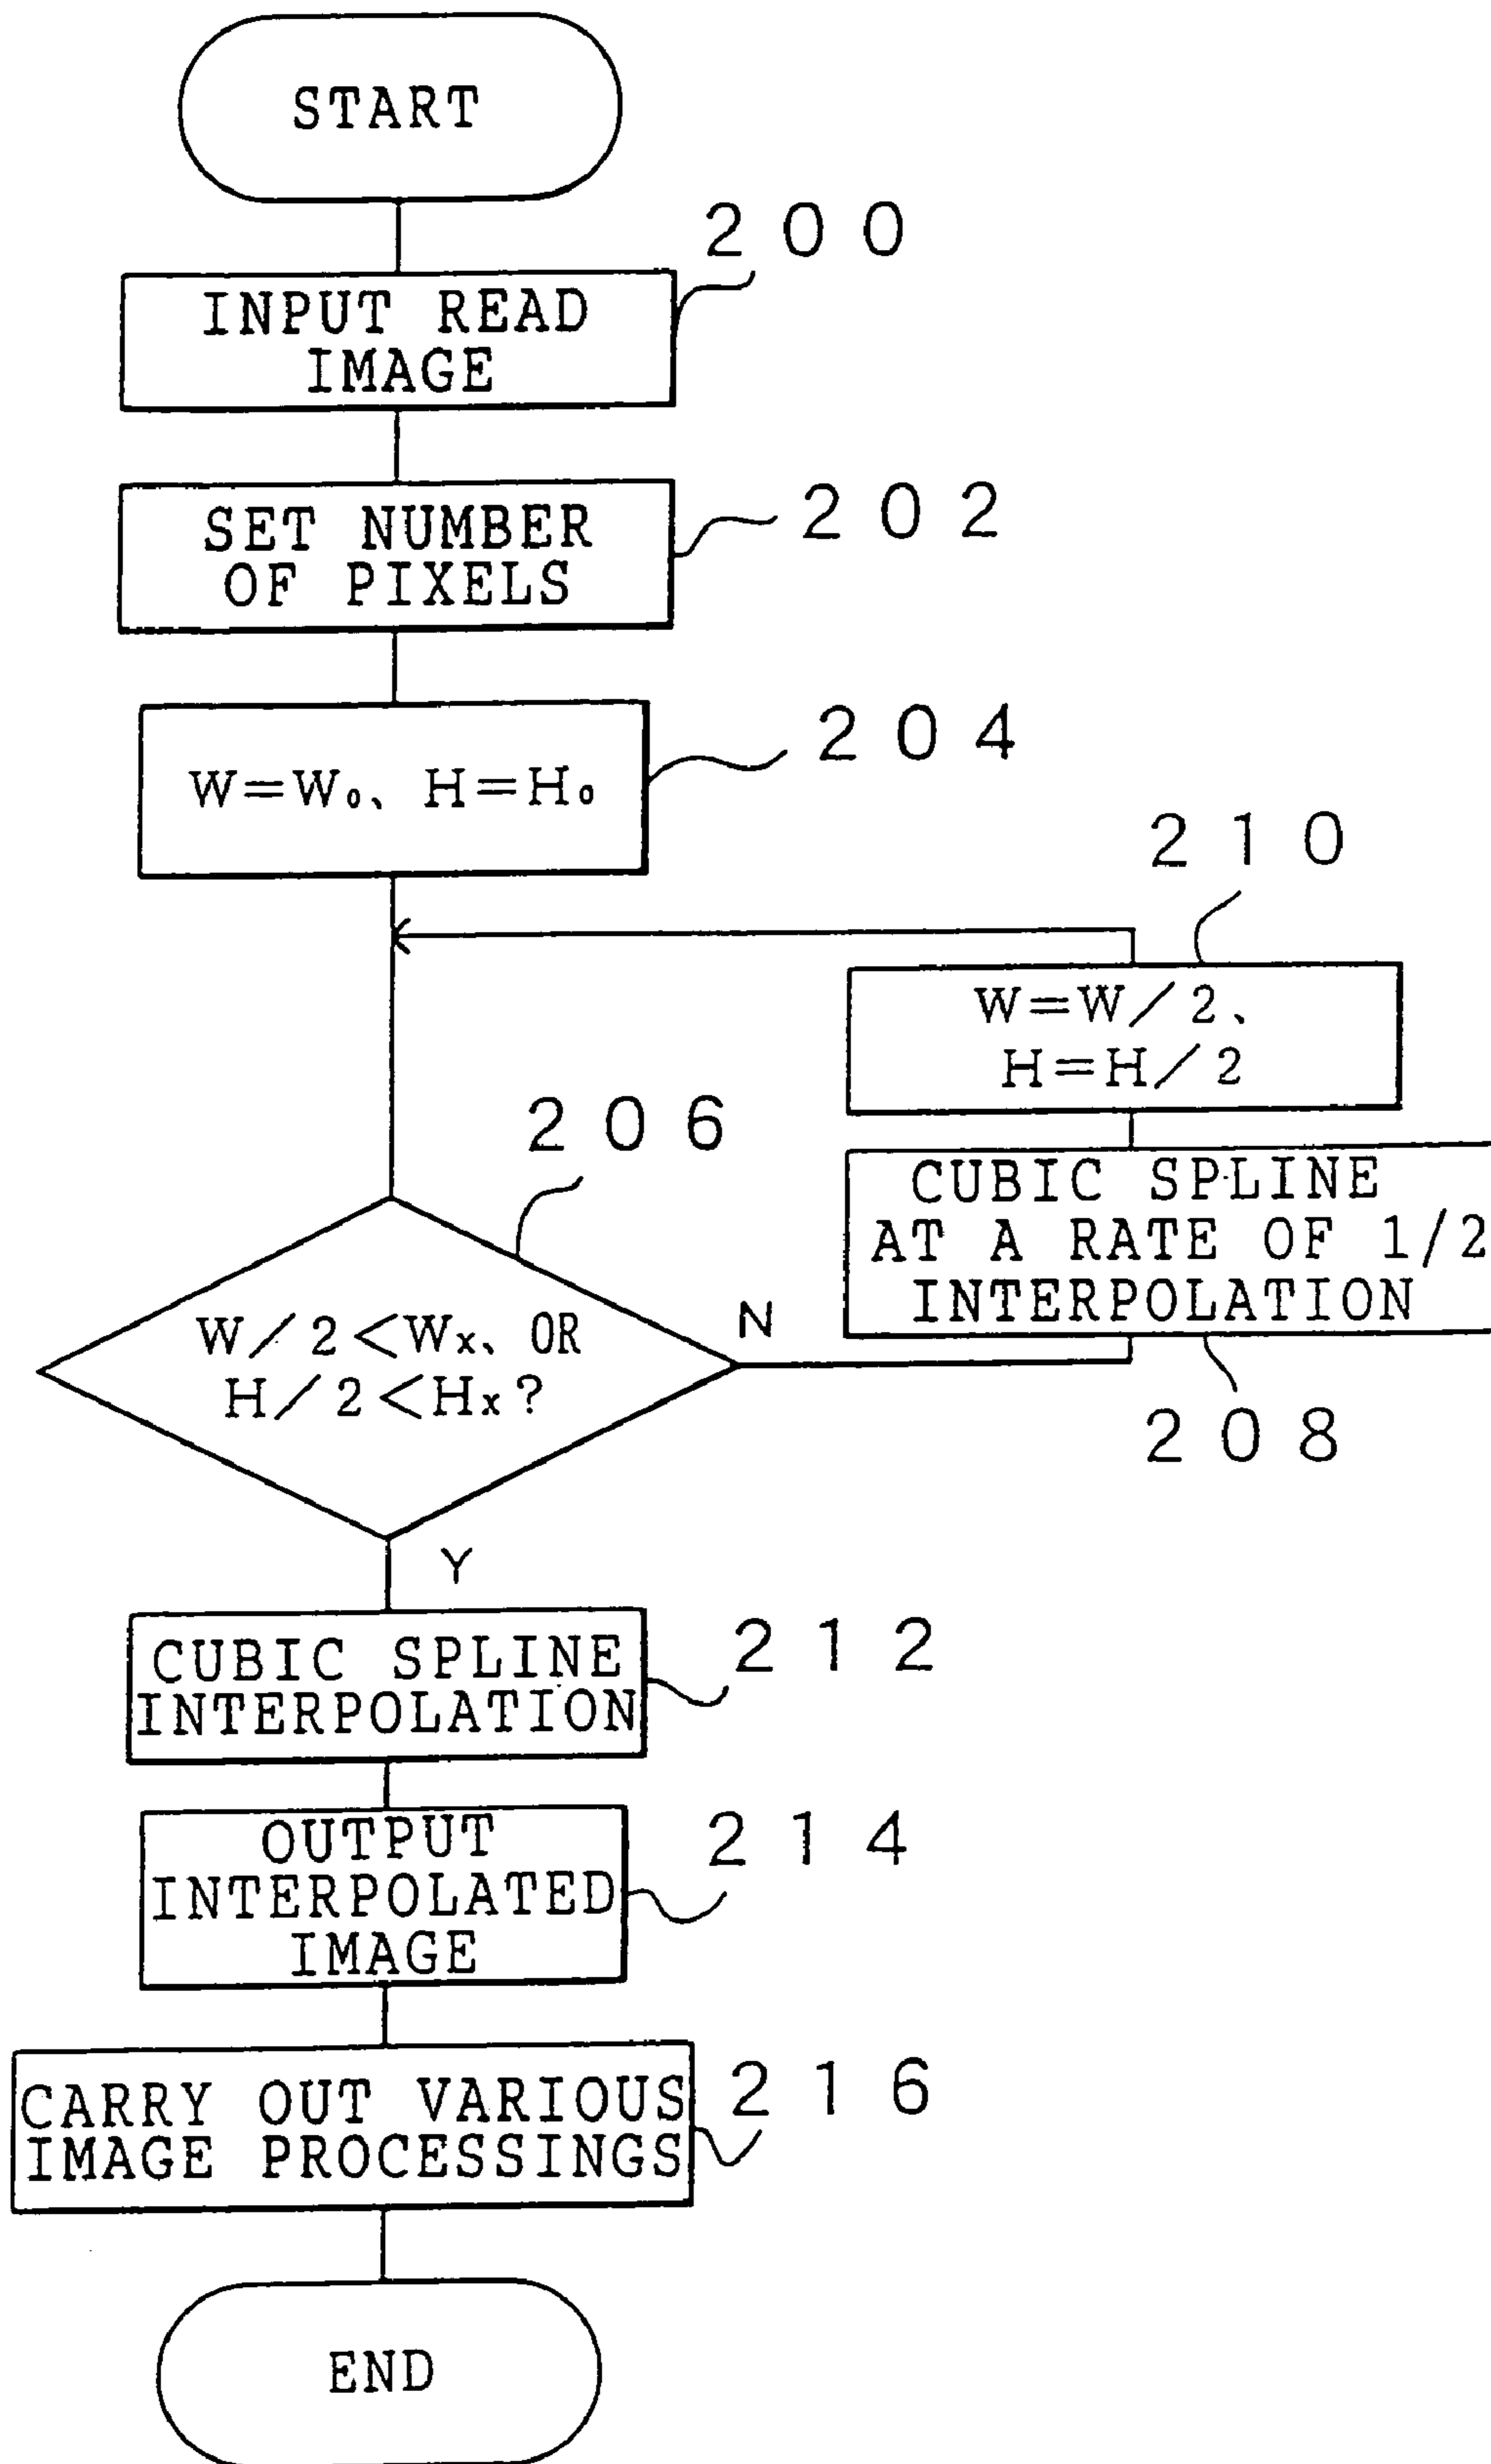 START
200
INPUT READ
IMAGE
202
SET NUMBER
OF PIXELS
204
W=W₀、H=H₀
210
W=W/2、
H=H/2
206
CUBIC SPLINE
AT A RATE OF 1/2
INTERPOLATION
W/2<Wx、OR
H/2<Hx?
N
208
Y
CUBIC SPLINE
INTERPOLATION
212
OUTPUT
INTERPOLATED
IMAGE
214
CARRY OUT VARIOUS
IMAGE PROCESSINGS
216
END